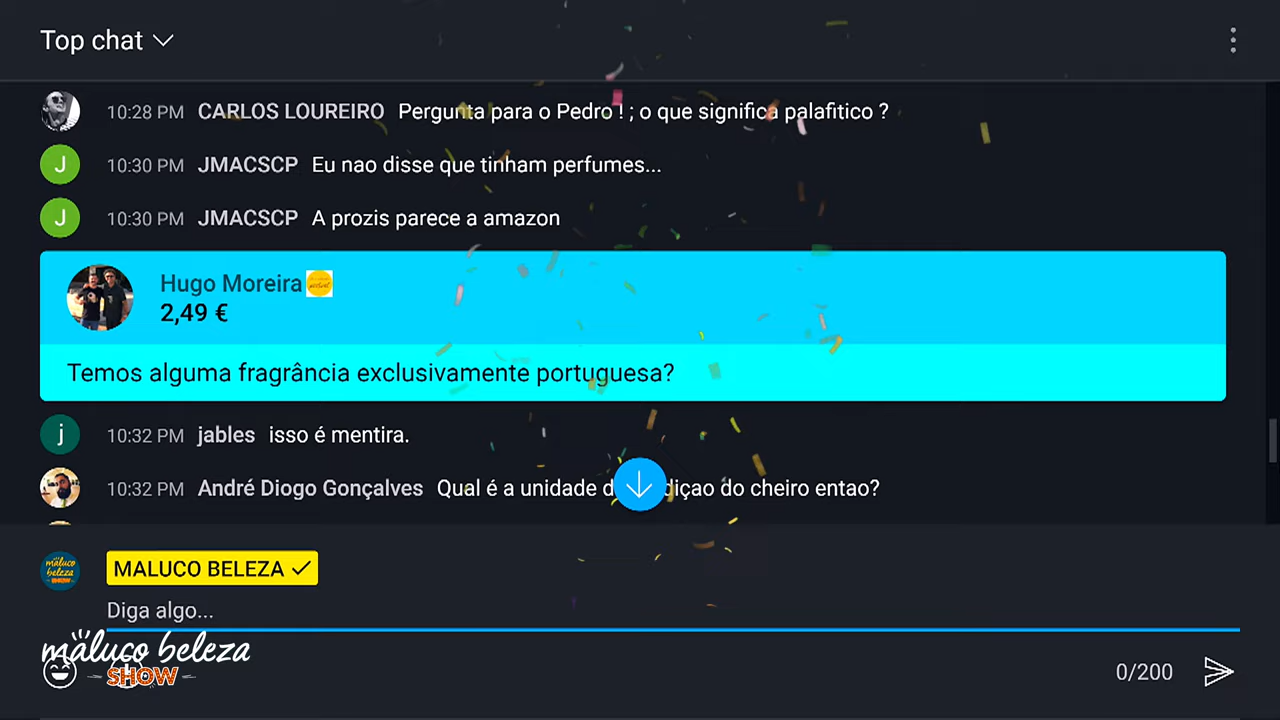 Top chat
10:28 PM CARLOS LOUREIRO Pergunta para o Pedro ! ; o que significa palafitico ?
J 10:30 PM JMACSCP Eu nao disse que tinham perfumes...
J 10:30 PM JMACSCP A prozis parece a amazon
Hugo Moreira
2,49 €
Temos alguma fragrância exclusivamente portuguesa?
j 10:32 PM jables isso é mentira.
10:32 PM André Diogo Gonçalves Qual é a unidade do cheiro entao?
maluco
beleza
SHOW
MALUCO BELEZA
Diga algo...
maluco beleza
SHOW
0/200